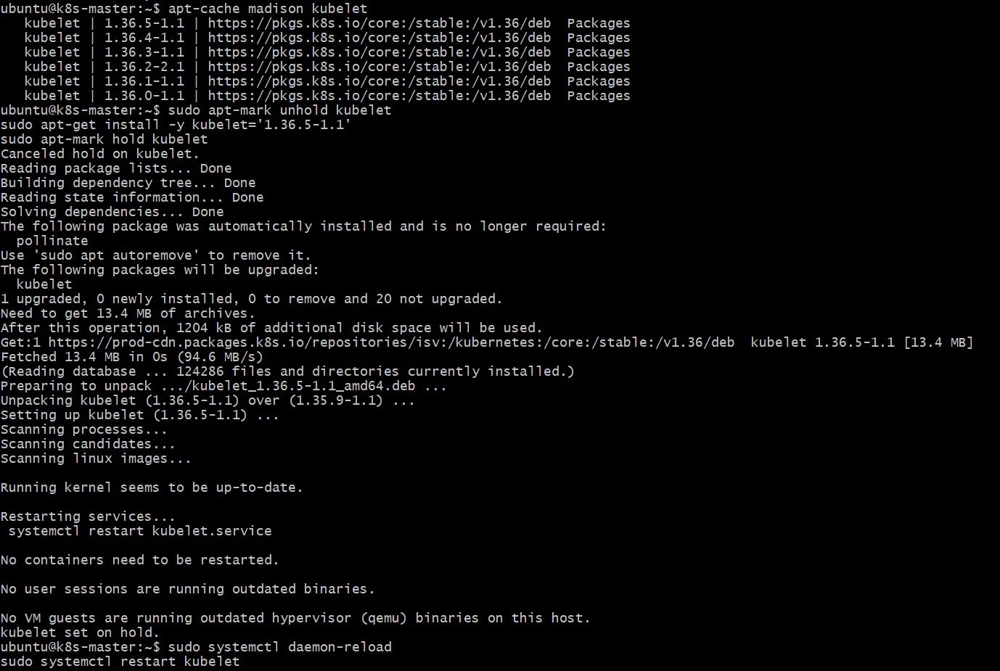 ubuntu@k8s-master:~$ apt-cache madison kubelet
   kubelet | 1.36.5-1.1 | https://pkgs.k8s.io/core:/stable:/v1.36/deb  Packages
   kubelet | 1.36.4-1.1 | https://pkgs.k8s.io/core:/stable:/v1.36/deb  Packages
   kubelet | 1.36.3-1.1 | https://pkgs.k8s.io/core:/stable:/v1.36/deb  Packages
   kubelet | 1.36.2-2.1 | https://pkgs.k8s.io/core:/stable:/v1.36/deb  Packages
   kubelet | 1.36.1-1.1 | https://pkgs.k8s.io/core:/stable:/v1.36/deb  Packages
   kubelet | 1.36.0-1.1 | https://pkgs.k8s.io/core:/stable:/v1.36/deb  Packages
ubuntu@k8s-master:~$ sudo apt-mark unhold kubelet
sudo apt-get install -y kubelet='1.36.5-1.1'
sudo apt-mark hold kubelet
Canceled hold on kubelet.
Reading package lists... Done
Building dependency tree... Done
Reading state information... Done
Solving dependencies... Done
The following package was automatically installed and is no longer required:
  pollinate
Use 'sudo apt autoremove' to remove it.
The following packages will be upgraded:
  kubelet
1 upgraded, 0 newly installed, 0 to remove and 20 not upgraded.
Need to get 13.4 MB of archives.
After this operation, 1204 kB of additional disk space will be used.
Get:1 https://prod-cdn.packages.k8s.io/repositories/isv:/kubernetes:/core:/stable:/v1.36/deb  kubelet 1.36.5-1.1 [13.4 MB]
Fetched 13.4 MB in 0s (94.6 MB/s)
(Reading database ... 124286 files and directories currently installed.)
Preparing to unpack .../kubelet_1.36.5-1.1_amd64.deb ...
Unpacking kubelet (1.36.5-1.1) over (1.35.9-1.1) ...
Setting up kubelet (1.36.5-1.1) ...
Scanning processes...
Scanning candidates...
Scanning linux images...

Running kernel seems to be up-to-date.

Restarting services...
 systemctl restart kubelet.service

No containers need to be restarted.

No user sessions are running outdated binaries.

No VM guests are running outdated hypervisor (qemu) binaries on this host.
kubelet set on hold.
ubuntu@k8s-master:~$ sudo systemctl daemon-reload
sudo systemctl restart kubelet